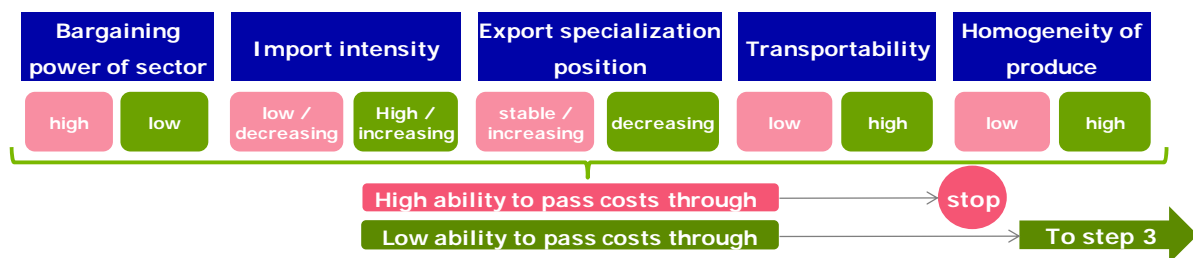 Bargaining
power of sector
Import intensity
Export specialization
position
Transportability
Homogeneity of
produce
high
low
low /
decreasing
High /
increasing
stable /
increasing
decreasing
low
high
low
high
High ability to pass costs through
stop
Low ability to pass costs through
To step 3